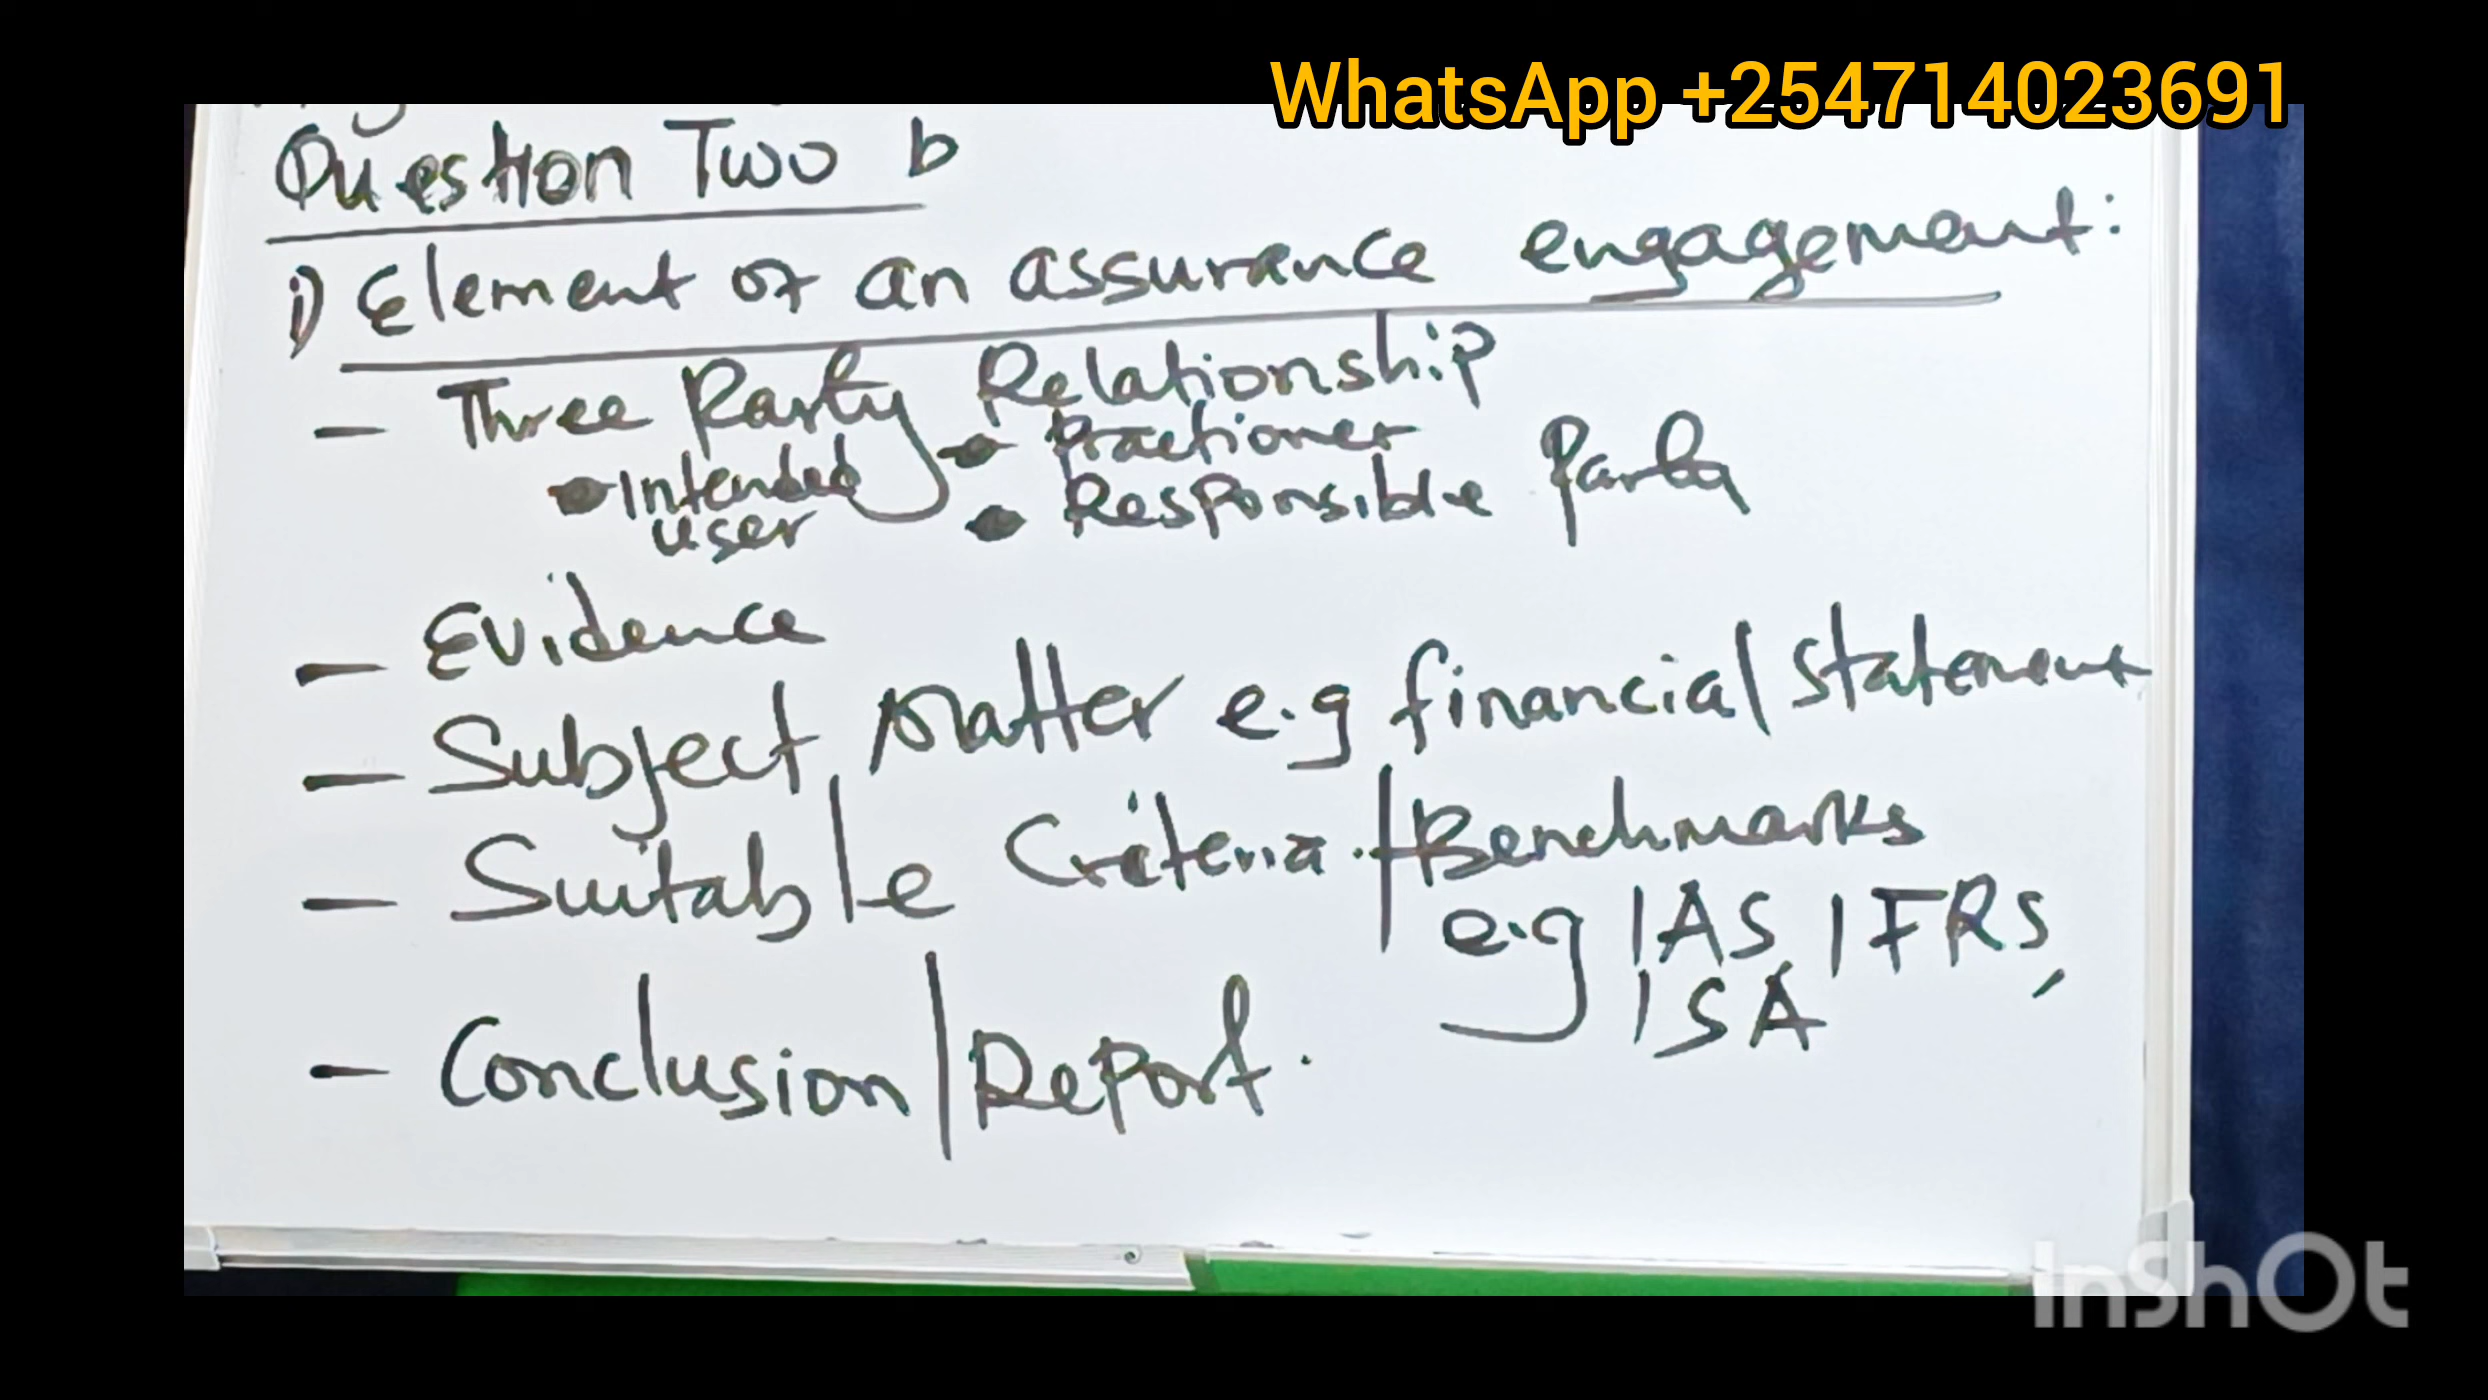 WhatsApp +254714023691
Question Two b
i) Element of an assurance engagement:
- Three Party Relationship
• Intended user
• Practioner
• Responsible Party
- Evidence
- Subject Matter e.g financial statement
- Suitable Criteria. / Benchmarks
e.g IAS, IFRS,
ISA
- Conclusion / Report.
InShOt